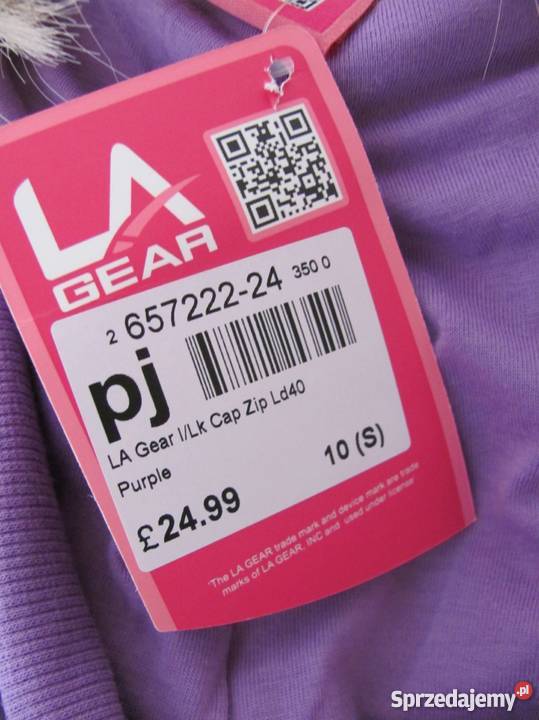 LA
GEAR
2 657222-24 350 0
pj
LA Gear I/Lk Cap Zip Ld40
Purple
10 (S)
£24.99
'The LA GEAR trade mark and device mark are trade
marks of LA GEAR, INC and used under licence'
Sprzedajemy.pl